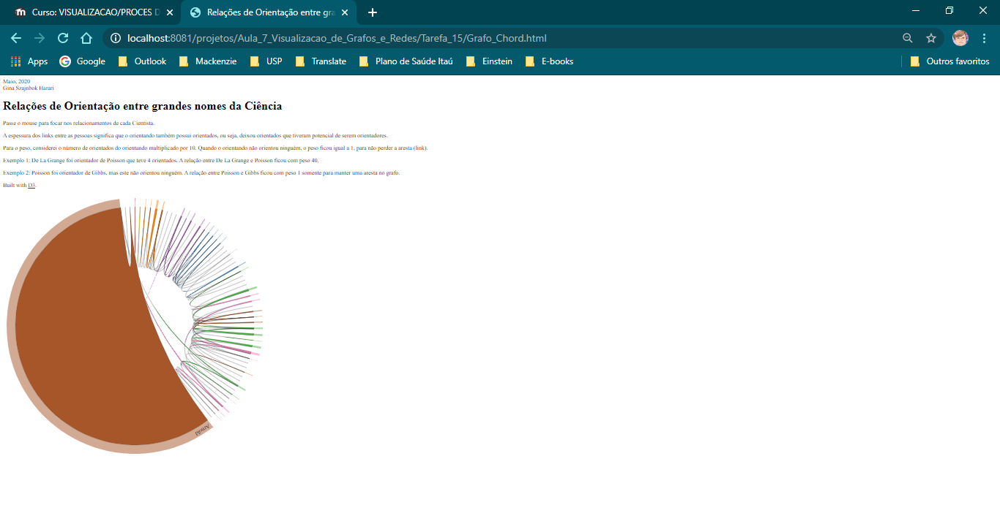 Curso: VISUALIZACAO/PROCES D
Relações de Orientação entre gra
localhost:8081/projetos/Aula_7_Visualizacao_de_Grafos_e_Redes/Tarefa_15/Grafo_Chord.html
Apps Google Outlook Mackenzie USP Translate Plano de Saúde Itaú Einstein E-books Outros favoritos
Maio, 2020
Gina Szajnbok Harari
Relações de Orientação entre grandes nomes da Ciência
Passe o mouse para focar nos relacionamentos de cada Cientista.
A espessura dos links entre as pessoas significa que o orientando também possui orientados, ou seja, deixou orientados que tiveram potencial de serem orientadores.
Para o peso, considerei o número de orientados do orientando multiplicado por 10. Quando o orientando não orientou ninguém, o peso ficou igual a 1, para não perder a aresta (link).
Exemplo 1: De La Grange foi orientador de Poisson que teve 4 orientados. A relação entre De La Grange e Poisson ficou com peso 40.
Exemplo 2: Poisson foi orientador de Gibbs, mas este não orientou ninguém. A relação entre Poisson e Gibbs ficou com peso 1 somente para manter uma aresta no grafo.
Built with D3.